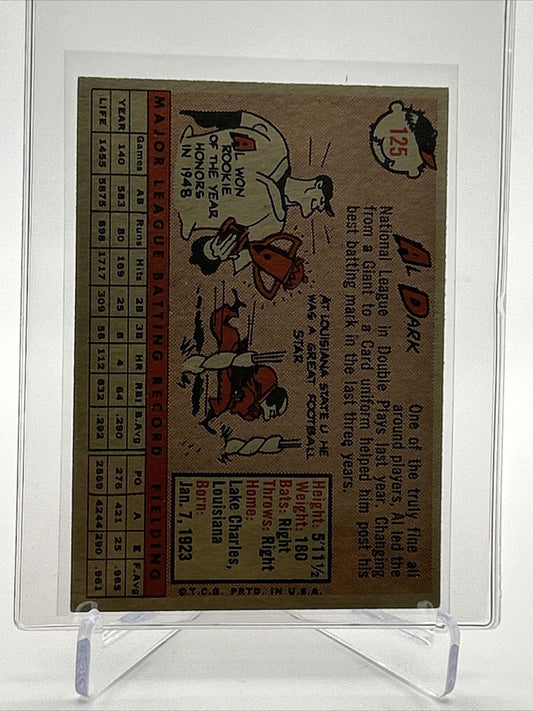 125
AL DARK
One of the truly fine all
around players, Al led the
National League in Double Plays last year. Changing
from a Giant to a Card uniform helped him post his
best batting mark in the last three years.
AL WON
ROOKIE
OF THE YEAR
HONORS
IN 1948
AT LOUISIANA STATE U HE
WAS A GREAT FOOTBALL
STAR
Height: 5'11½
Weight: 180
Bats: Right
Throws: Right
Home:
Lake Charles,
Louisiana
Born:
Jan. 7, 1923
MAJOR LEAGUE BATTING RECORD FIELDING
Games AB Runs Hits 2B 3B HR RBI B.Avg PO A E F.Avg
YEAR 140 583 80 169 25 8 4 64 .290 276 421 25 .965
LIFE 1455 5875 898 1717 309 56 112 632 .292 2869 4244 290 .961
©T.C.G. PRTD. IN U.S.A.